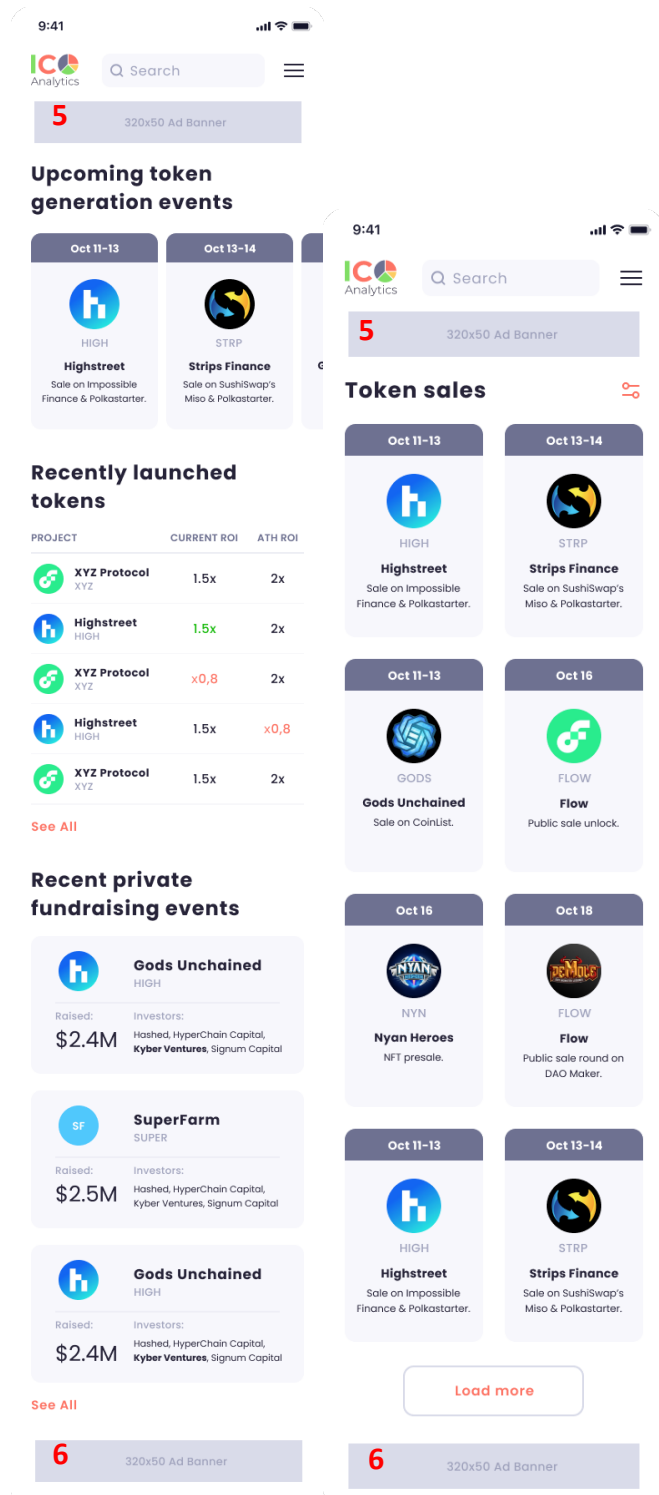 9:41
ICO
Analytics
Search
5
320x50 Ad Banner
Upcoming token
generation events
Oct 11-13
HIGH
Highstreet
Sale on Impossible
Finance & Polkastarter.
Oct 13-14
STRP
Strips Finance
Sale on SushiSwap's
Miso & Polkastarter.
G
Recently launched
tokens
PROJECT CURRENT ROI ATH ROI
XYZ Protocol 1.5x 2x
XYZ
Highstreet 1.5x 2x
HIGH
XYZ Protocol x0,8 2x
XYZ
Highstreet 1.5x x0,8
HIGH
XYZ Protocol 1.5x 2x
XYZ
See All
Recent private
fundraising events
Gods Unchained
HIGH
Raised:
$2.4M
Investors:
Hashed, HyperChain Capital,
Kyber Ventures, Signum Capital
SF
SuperFarm
SUPER
Raised:
$2.5M
Investors:
Hashed, HyperChain Capital,
Kyber Ventures, Signum Capital
Gods Unchained
HIGH
Raised:
$2.4M
Investors:
Hashed, HyperChain Capital,
Kyber Ventures, Signum Capital
See All
6
320x50 Ad Banner
9:41
ICO
Analytics
Search
5
320x50 Ad Banner
Token sales
Oct 11-13
HIGH
Highstreet
Sale on Impossible
Finance & Polkastarter.
Oct 13-14
STRP
Strips Finance
Sale on SushiSwap's
Miso & Polkastarter.
Oct 11-13
GODS
Gods Unchained
Sale on CoinList.
Oct 16
FLOW
Flow
Public sale unlock.
Oct 16
NYAN
NYN
Nyan Heroes
NFT presale.
Oct 18
DEMOLE
FLOW
Flow
Public sale round on
DAO Maker.
Oct 11-13
HIGH
Highstreet
Sale on Impossible
Finance & Polkastarter.
Oct 13-14
STRP
Strips Finance
Sale on SushiSwap's
Miso & Polkastarter.
Load more
6
320x50 Ad Banner